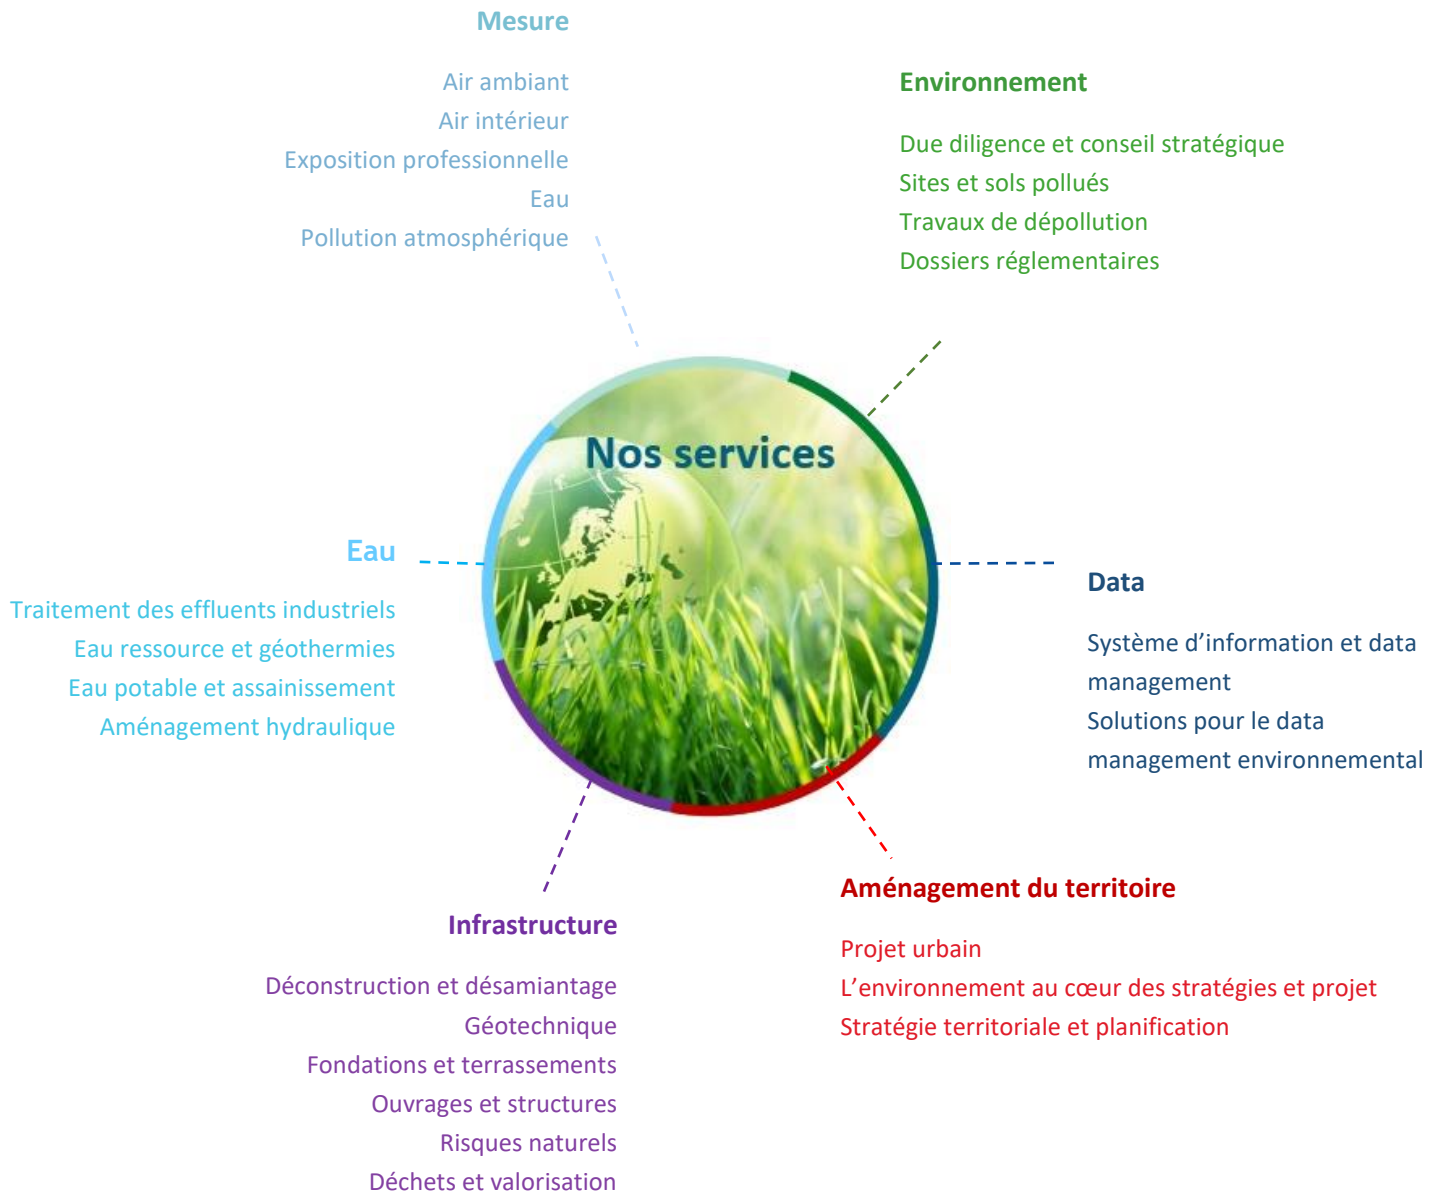 Mesure
Air ambiant
Air intérieur
Exposition professionnelle
Eau
Pollution atmosphérique
Environnement
Due diligence et conseil stratégique
Sites et sols pollués
Travaux de dépollution
Dossiers réglementaires
Nos services
Eau
Traitement des effluents industriels
Eau ressource et géothermies
Eau potable et assainissement
Aménagement hydraulique
Data
Système d’information et data
management
Solutions pour le data
management environnemental
Aménagement du territoire
Projet urbain
L’environnement au cœur des stratégies et projet
Stratégie territoriale et planification
Infrastructure
Déconstruction et désamiantage
Géotechnique
Fondations et terrassements
Ouvrages et structures
Risques naturels
Déchets et valorisation